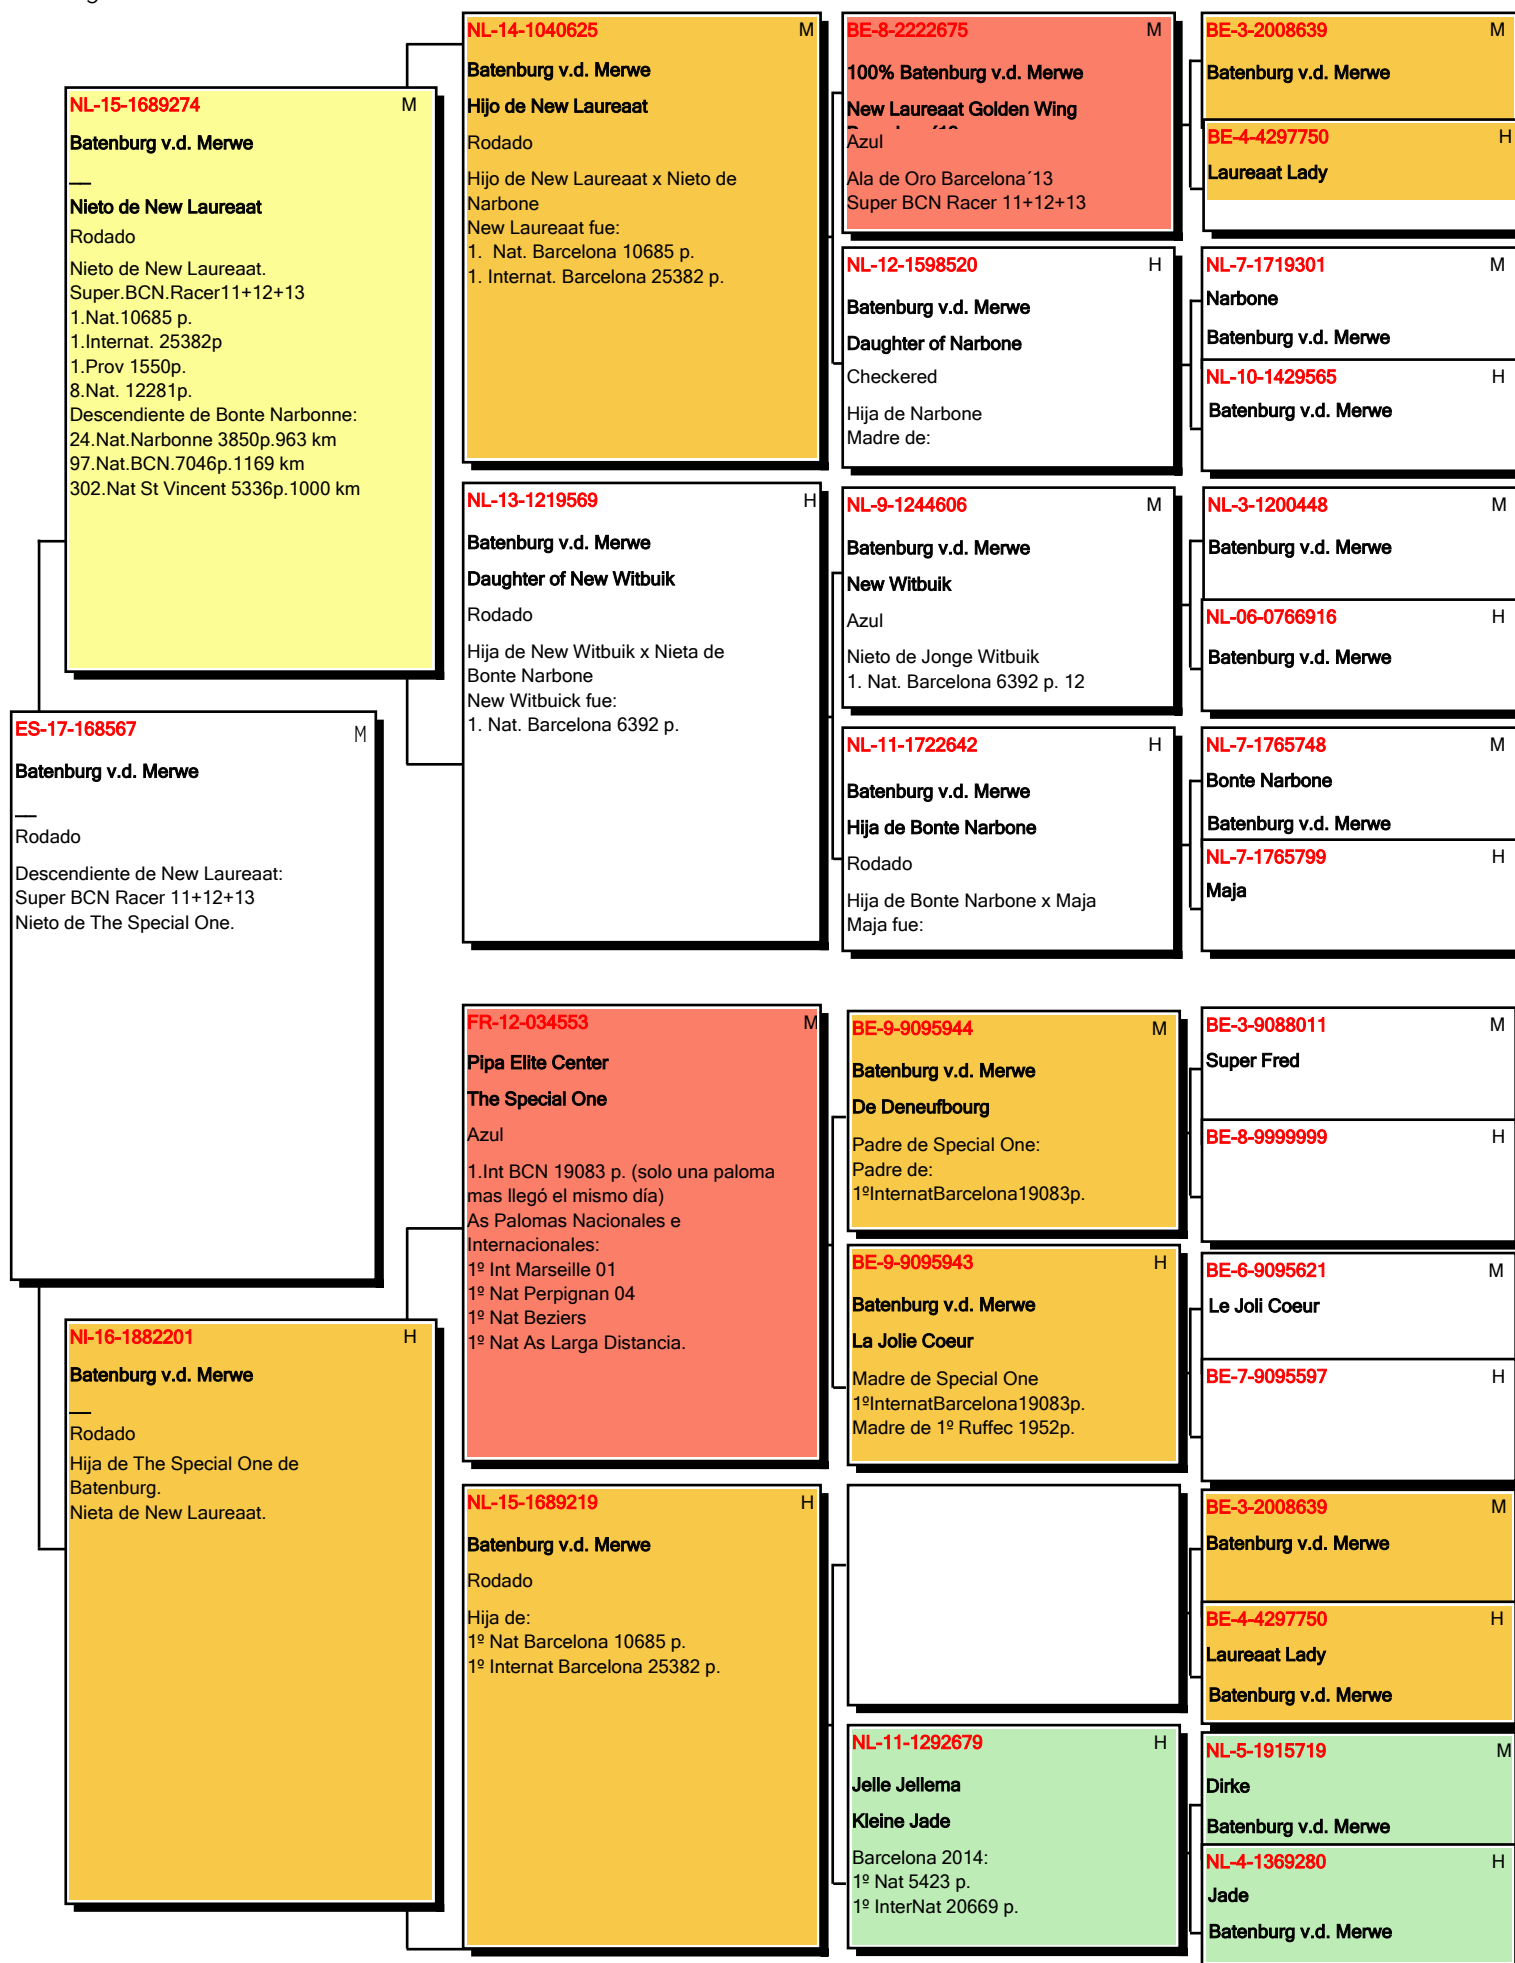 ES-17-168567 M
Batenburg v.d. Merwe
__
Rodado
Descendiente de New Laureaat:
Super BCN Racer 11+12+13
Nieto de The Special One.
NL-15-1689274 M
Batenburg v.d. Merwe
__
Nieto de New Laureaat
Rodado
Nieto de New Laureaat.
Super.BCN.Racer11+12+13
1.Nat.10685 p.
1.Internat. 25382p
1.Prov 1550p.
8.Nat. 12281p.
Descendiente de Bonte Narbonne:
24.Nat.Narbonne 3850p.963 km
97.Nat.BCN.7046p.1169 km
302.Nat St Vincent 5336p.1000 km
NI-16-1882201 H
Batenburg v.d. Merwe
__
Rodado
Hija de The Special One de
Batenburg.
Nieta de New Laureaat.
NL-14-1040625 M
Batenburg v.d. Merwe
Hijo de New Laureaat
Rodado
Hijo de New Laureaat x Nieto de
Narbone
New Laureaat fue:
1. Nat. Barcelona 10685 p.
1. Internat. Barcelona 25382 p.
NL-13-1219569 H
Batenburg v.d. Merwe
Daughter of New Witbuik
Rodado
Hija de New Witbuik x Nieta de
Bonte Narbone
New Witbuick fue:
1. Nat. Barcelona 6392 p.
FR-12-034553 M
Pipa Elite Center
The Special One
Azul
1.Int BCN 19083 p. (solo una paloma
mas llegó el mismo día)
As Palomas Nacionales e
Internacionales:
1º Int Marseille 01
1º Nat Perpignan 04
1º Nat Beziers
1º Nat As Larga Distancia.
NL-15-1689219 H
Batenburg v.d. Merwe
Rodado
Hija de:
1º Nat Barcelona 10685 p.
1º Internat Barcelona 25382 p.
BE-8-2222675 M
100% Batenburg v.d. Merwe
New Laureaat Golden Wing
Azul
Ala de Oro Barcelona´13
Super BCN Racer 11+12+13
NL-12-1598520 H
Batenburg v.d. Merwe
Daughter of Narbone
Checkered
Hija de Narbone
Madre de:
NL-9-1244606 M
Batenburg v.d. Merwe
New Witbuik
Azul
Nieto de Jonge Witbuik
1. Nat. Barcelona 6392 p. 12
NL-11-1722642 H
Batenburg v.d. Merwe
Hija de Bonte Narbone
Rodado
Hija de Bonte Narbone x Maja
Maja fue:
BE-9-9095944 M
Batenburg v.d. Merwe
De Deneufbourg
Padre de Special One:
Padre de:
1ºInternatBarcelona19083p.
BE-9-9095943 H
Batenburg v.d. Merwe
La Jolie Coeur
Madre de Special One
1ºInternatBarcelona19083p.
Madre de 1º Ruffec 1952p.
NL-11-1292679 H
Jelle Jellema
Kleine Jade
Barcelona 2014:
1º Nat 5423 p.
1º InterNat 20669 p.
BE-3-2008639 M
Batenburg v.d. Merwe
BE-4-4297750 H
Laureaat Lady
NL-7-1719301 M
Narbone
Batenburg v.d. Merwe
NL-10-1429565 H
Batenburg v.d. Merwe
NL-3-1200448 M
Batenburg v.d. Merwe
NL-06-0766916 H
Batenburg v.d. Merwe
NL-7-1765748 M
Bonte Narbone
Batenburg v.d. Merwe
NL-7-1765799 H
Maja
BE-3-9088011 M
Super Fred
BE-8-9999999 H
BE-6-9095621 M
Le Joli Coeur
BE-7-9095597 H
BE-3-2008639 M
Batenburg v.d. Merwe
BE-4-4297750 H
Laureaat Lady
Batenburg v.d. Merwe
NL-5-1915719 M
Dirke
Batenburg v.d. Merwe
NL-4-1369280 H
Jade
Batenburg v.d. Merwe